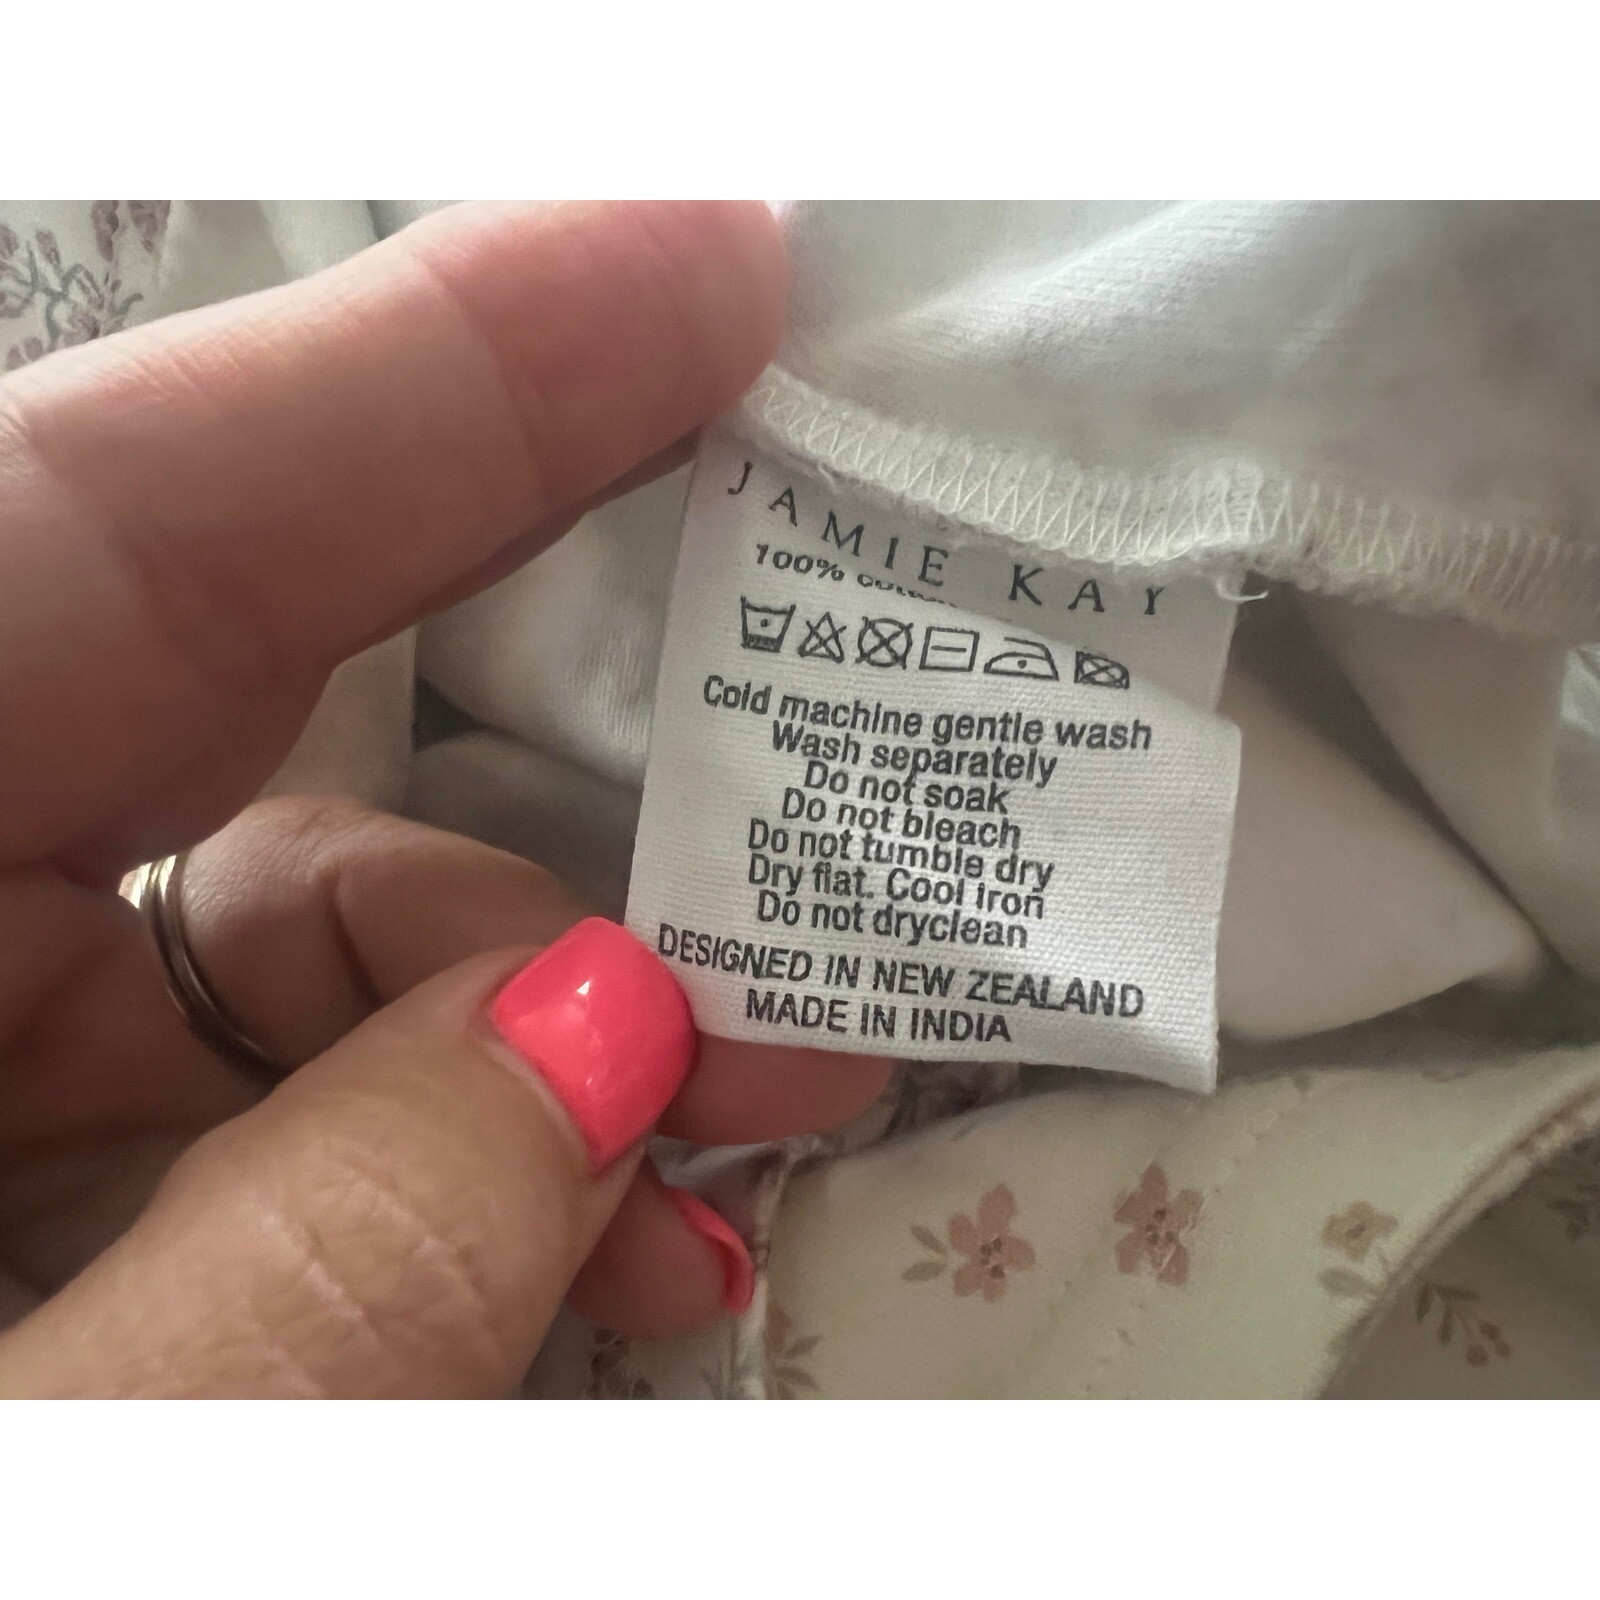 JAMIE KAY
100% cotton
Cold machine gentle wash
Wash separately
Do not soak
Do not bleach
Do not tumble dry
Dry flat. Cool iron
Do not dryclean
DESIGNED IN NEW ZEALAND
MADE IN INDIA